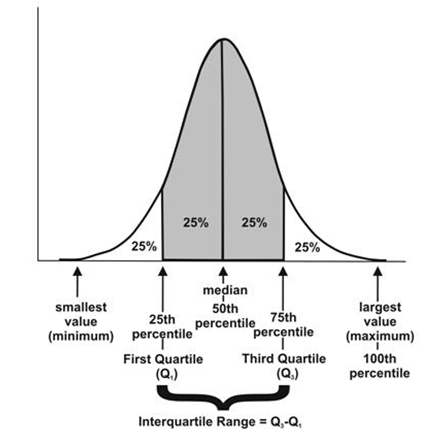 25%
25%
25%
25%
smallest
value
(minimum)
25th
percentile
First Quartile
(Q₁)
median
50th
percentile
75th
percentile
Third Quartile
(Q₃)
largest
value
(maximum)
100th
percentile
Interquartile Range = Q₃-Q₁